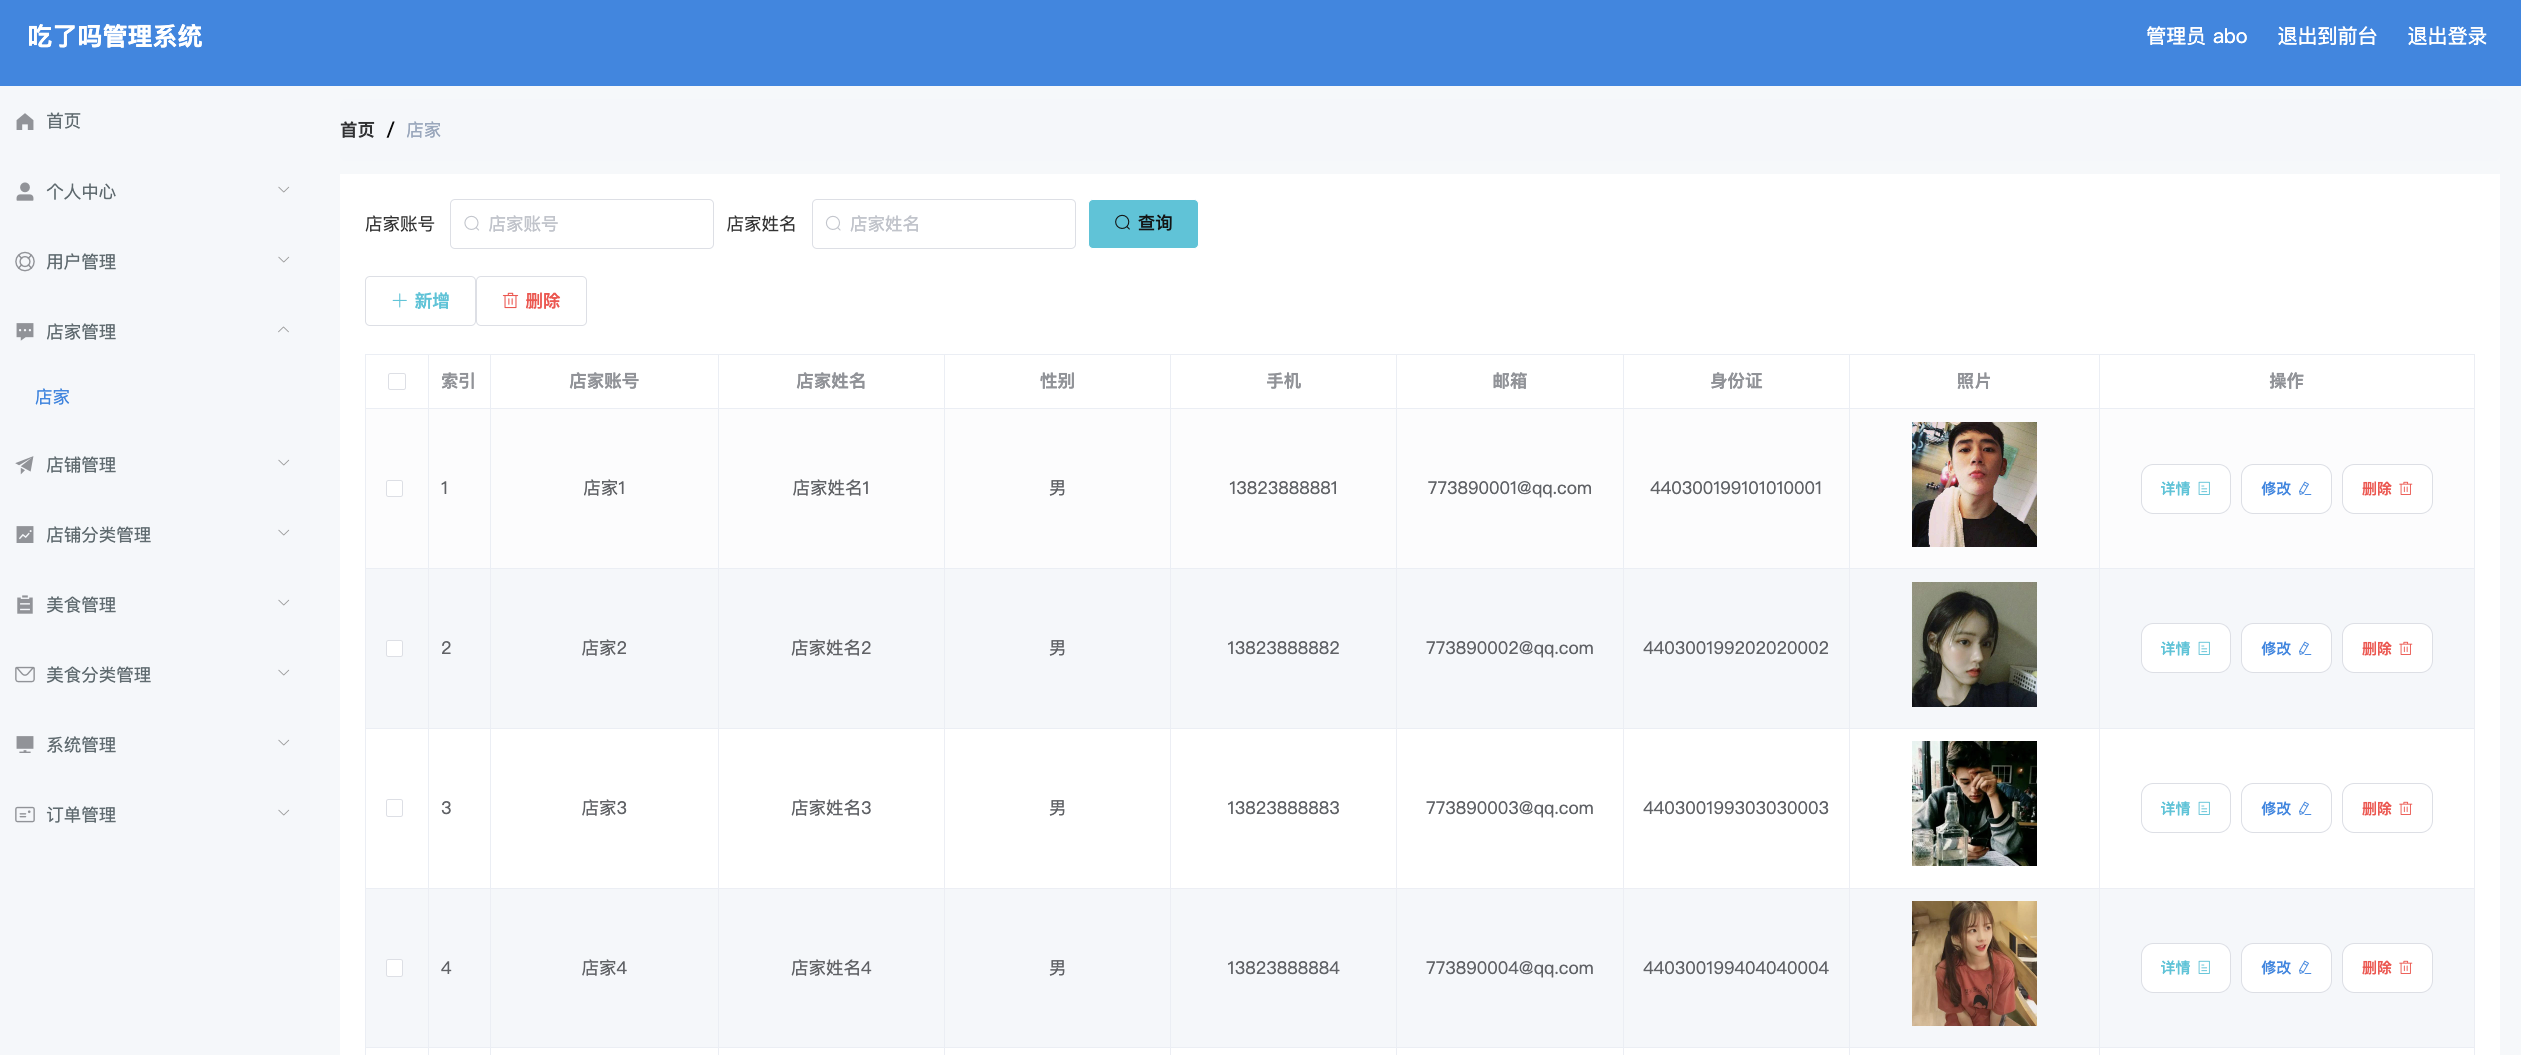 吃了吗管理系统
管理员 abo 退出到前台 退出登录
首页
个人中心
用户管理
店家管理
店家
店铺管理
店铺分类管理
美食管理
美食分类管理
系统管理
订单管理
首页 / 店家
店家账号 店家账号 店家姓名 店家姓名 查询
新增 删除
索引 店家账号 店家姓名 性别 手机 邮箱 身份证 照片 操作
1 店家1 店家姓名1 男 13823888881 773890001@qq.com 440300199101010001 详情 修改 删除
2 店家2 店家姓名2 男 13823888882 773890002@qq.com 440300199202020002 详情 修改 删除
3 店家3 店家姓名3 男 13823888883 773890003@qq.com 440300199303030003 详情 修改 删除
4 店家4 店家姓名4 男 13823888884 773890004@qq.com 440300199404040004 详情 修改 删除